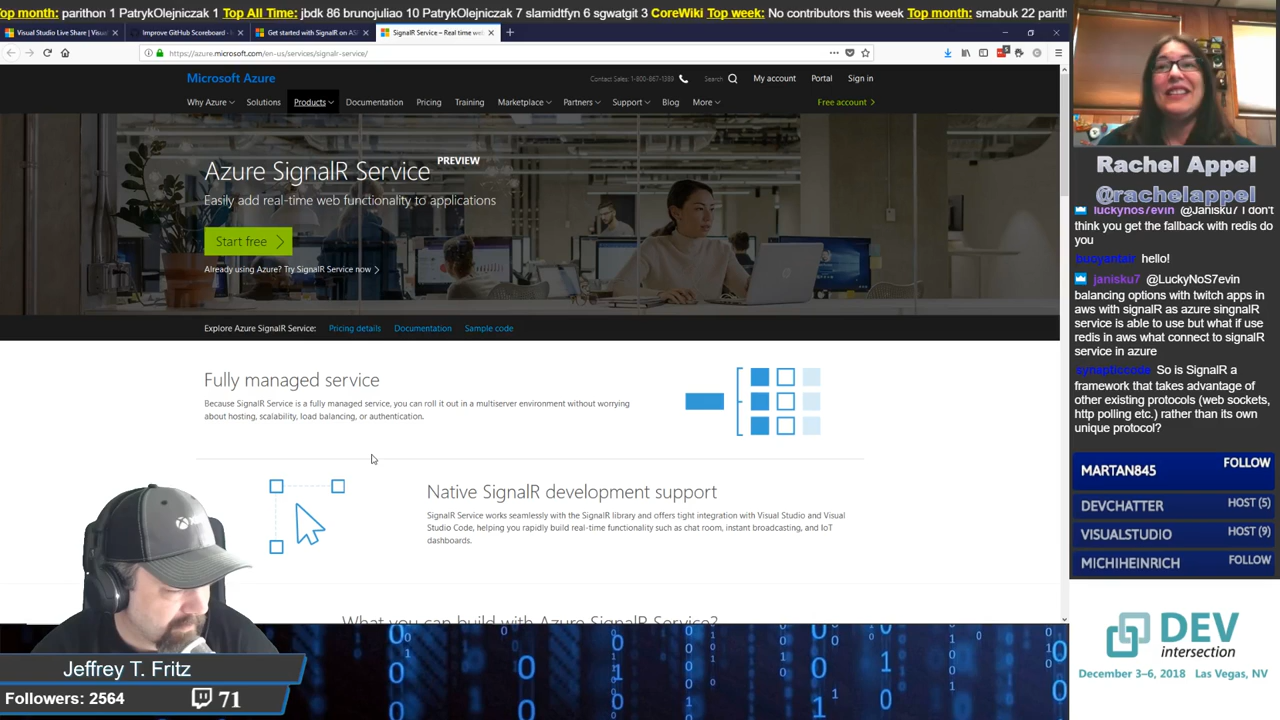 Top month: parithon 1 PatrykOlejniczak 1 Top All Time: jbdk 86 brunojuliao 10 PatrykOlejniczak 7 slamidtfyn 6 sgwatgit 3 CoreWiki Top week: No contributors this week Top month: smabuk 22 parith
Visual Studio Live Share | Visua
Improve GitHub Scoreboard -
Get started with SignalR on AS
SignalR Service – Real time web
https://azure.microsoft.com/en-us/services/signalr-service/
Microsoft Azure
Contact Sales: 1-800-867-1389
Search
My account
Portal
Sign in
Why Azure
Solutions
Products
Documentation
Pricing
Training
Marketplace
Partners
Support
Blog
More
Free account
Azure SignalR Service PREVIEW
Easily add real-time web functionality to applications
Start free
Already using Azure? Try SignalR Service now
Explore Azure SignalR Service: Pricing details Documentation Sample code
Fully managed service
Because SignalR Service is a fully managed service, you can roll it out in a multiserver environment without worrying
about hosting, scalability, load balancing, or authentication.
Native SignalR development support
SignalR Service works seamlessly with the SignalR library and offers tight integration with Visual Studio and Visual
Studio Code, helping you rapidly build real-time functionality such as chat room, instant broadcasting, and IoT
dashboards.
What you can build with Azure SignalR Service?
Jeffrey T. Fritz
Followers: 2564
71
Rachel Appel
@rachelappel
luckynos7evin @Janisku7 I don't
think you get the fallback with redis do
you
puoyantair hello!
janisku7 @LuckyNoS7evin
balancing options with twitch apps in
aws with signalR as azure singnalR
service is able to use but what if use
redis in aws what connect to signalR
service in azure
synapticcode So is SignalR a
framework that takes advantage of
other existing protocols (web sockets,
http polling etc.) rather than its own
unique protocol?
MARTAN845 FOLLOW
DEVCHATTER HOST (5)
VISUALSTUDIO HOST (9)
MICHIHEINRICH FOLLOW
DEV
intersection
December 3–6, 2018 Las Vegas, NV